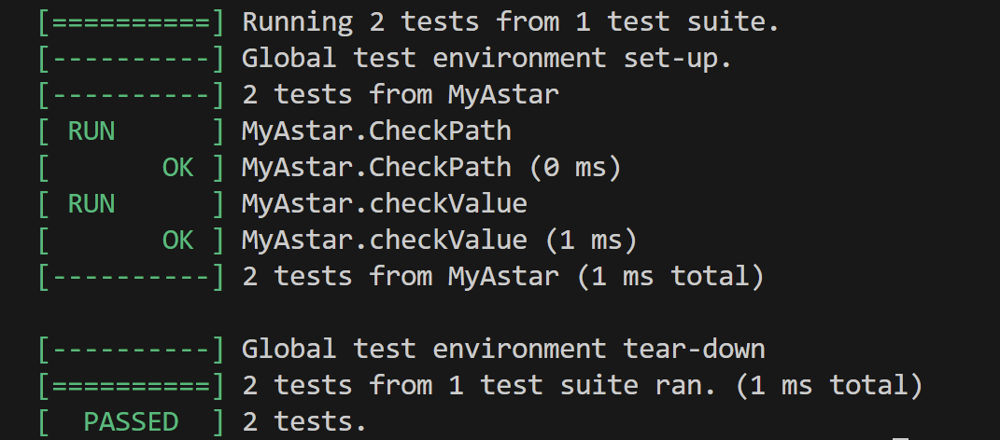 [==========] Running 2 tests from 1 test suite.
[----------] Global test environment set-up.
[----------] 2 tests from MyAstar
[ RUN      ] MyAstar.CheckPath
[       OK ] MyAstar.CheckPath (0 ms)
[ RUN      ] MyAstar.checkValue
[       OK ] MyAstar.checkValue (1 ms)
[----------] 2 tests from MyAstar (1 ms total)
[----------] Global test environment tear-down
[==========] 2 tests from 1 test suite ran. (1 ms total)
[  PASSED  ] 2 tests.